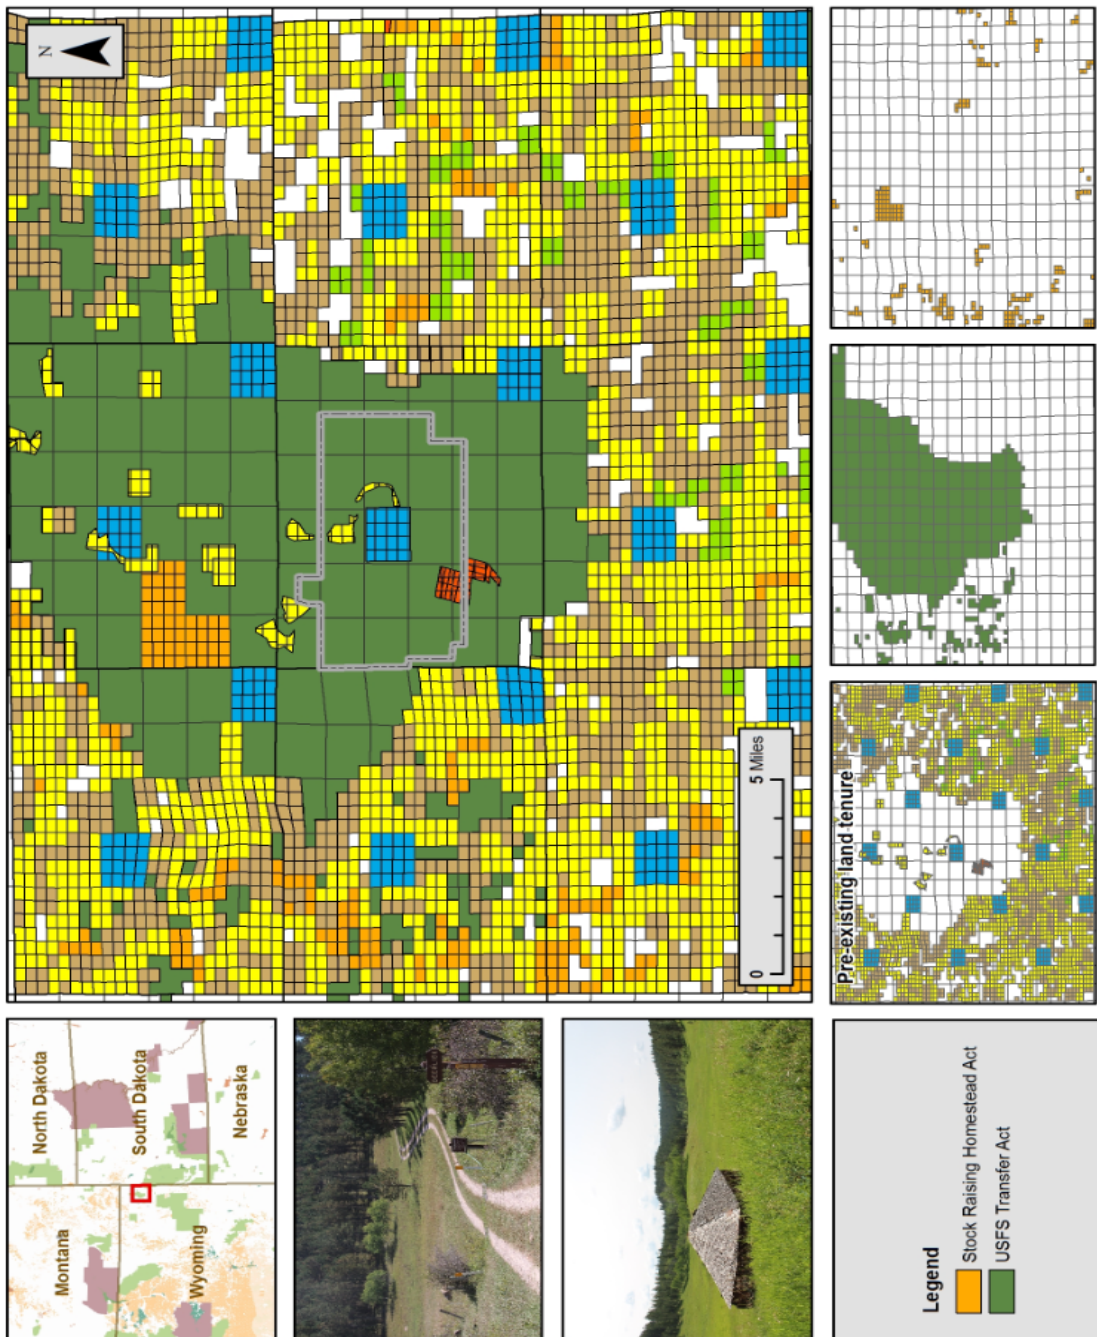 North Dakota
Montana
South Dakota
Wyoming
Nebraska
N
0
5 Miles
Legend
Stock Raising Homestead Act
USFS Transfer Act
Pre-existing land tenure